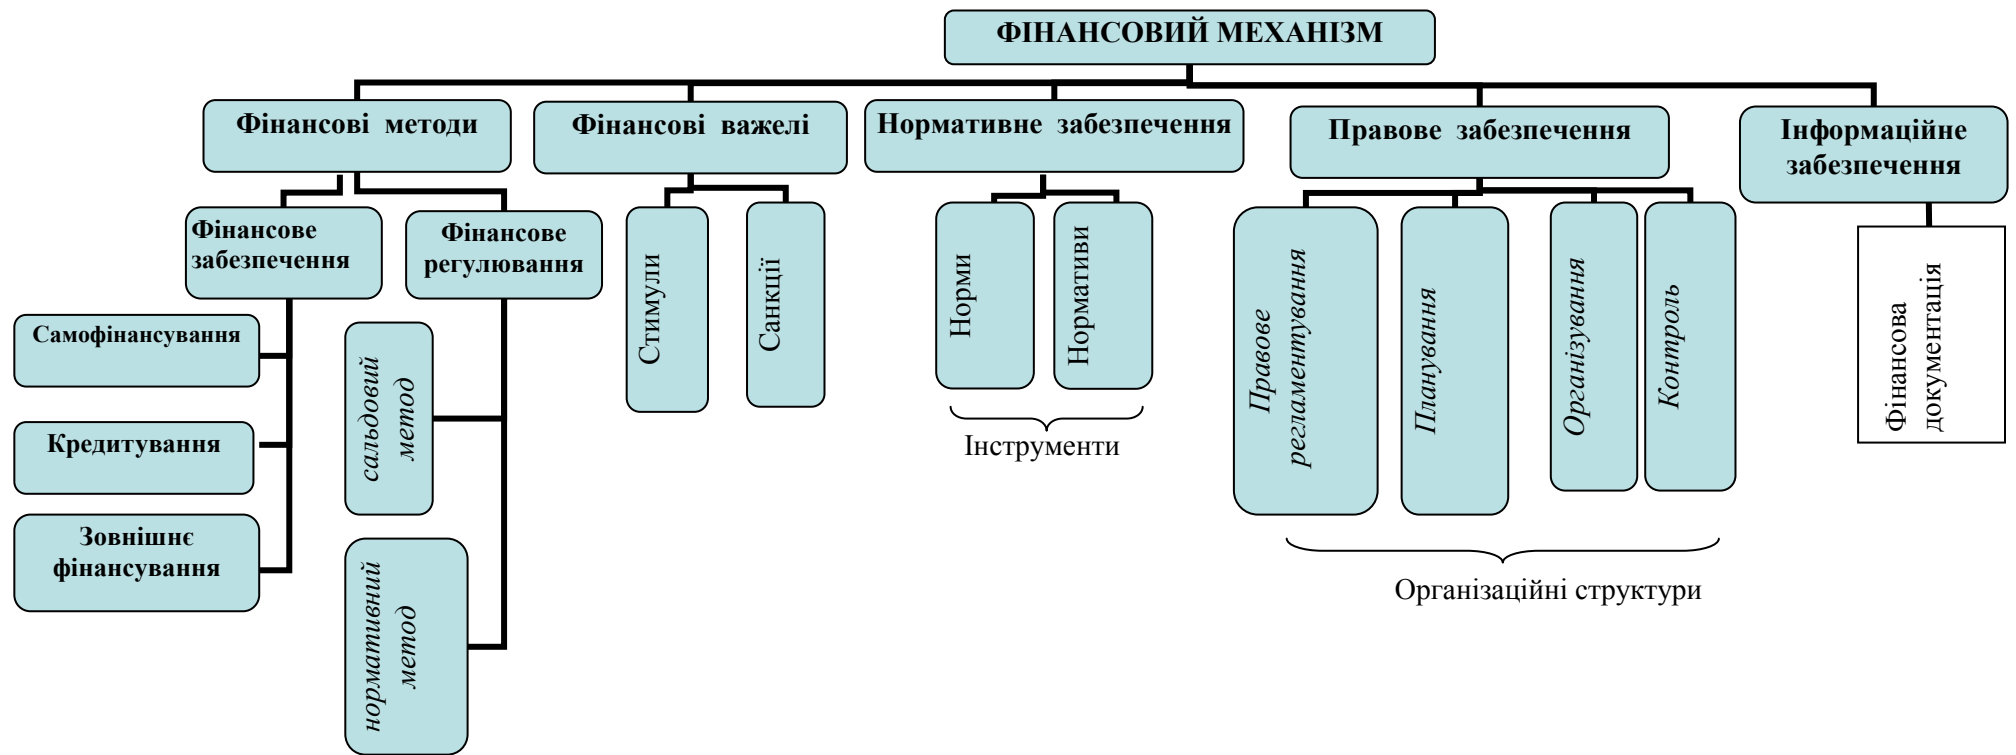 ФІНАНСОВИЙ МЕХАНІЗМ
Фінансові методи
Фінансові важелі
Нормативне забезпечення
Правове забезпечення
Інформаційне
забезпечення
Фінансове
забезпечення
Фінансове
регулювання
Стимули
Санкції
Норми
Нормативи
Правове
регламентування
Планування
Організування
Контроль
Фінансова
документація
Самофінансування
Кредитування
Зовнішнє
фінансування
сальдовий
метод
нормативний
метод
Інструменти
Організаційні структури